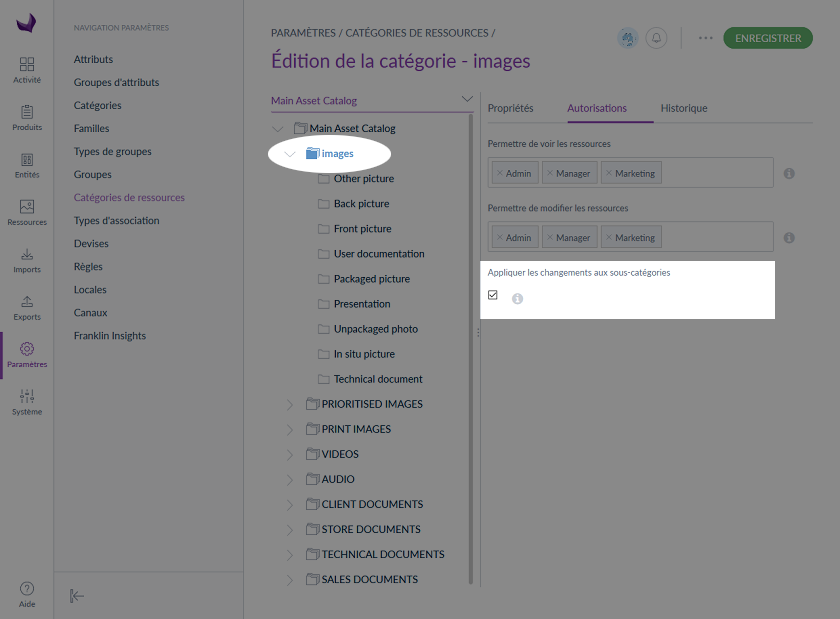 Activité
Produits
Entités
Ressources
Imports
Exports
Paramètres
Système
Aide
NAVIGATION PARAMÈTRES
Attributs
Groupes d'attributs
Catégories
Familles
Types de groupes
Groupes
Catégories de ressources
Types d'association
Devises
Règles
Locales
Canaux
Franklin Insights
PARAMÈTRES / CATÉGORIES DE RESSOURCES /
ENREGISTRER
Édition de la catégorie - images
Main Asset Catalog
Main Asset Catalog
images
Other picture
Back picture
Front picture
User documentation
Packaged picture
Presentation
Unpackaged photo
In situ picture
Technical document
PRIORITISED IMAGES
PRINT IMAGES
VIDEOS
AUDIO
CLIENT DOCUMENTS
STORE DOCUMENTS
TECHNICAL DOCUMENTS
SALES DOCUMENTS
Propriétés Autorisations Historique
Permettre de voir les ressources
× Admin × Manager × Marketing
Permettre de modifier les ressources
× Admin × Manager × Marketing
Appliquer les changements aux sous-catégories